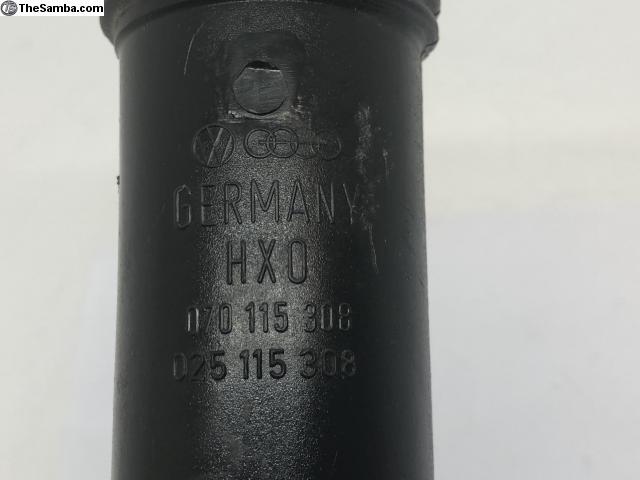 TheSamba.com
GERMANY
HXO
070 115 308
025 115 308